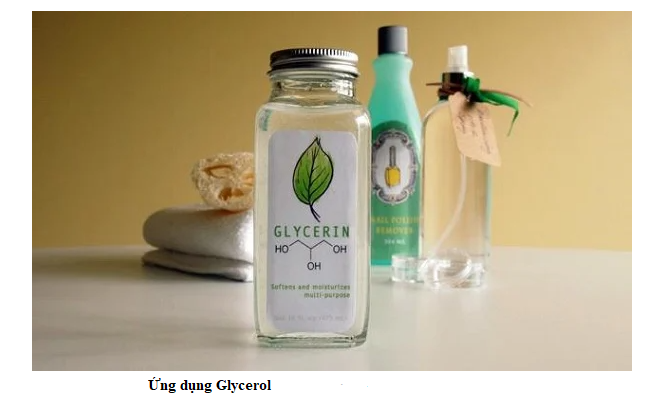 GLYCERIN
HO OH
OH
Softens and moisturizes
multi-purpose
NAIL POLISH
REMOVER
Ứng dụng Glycerol